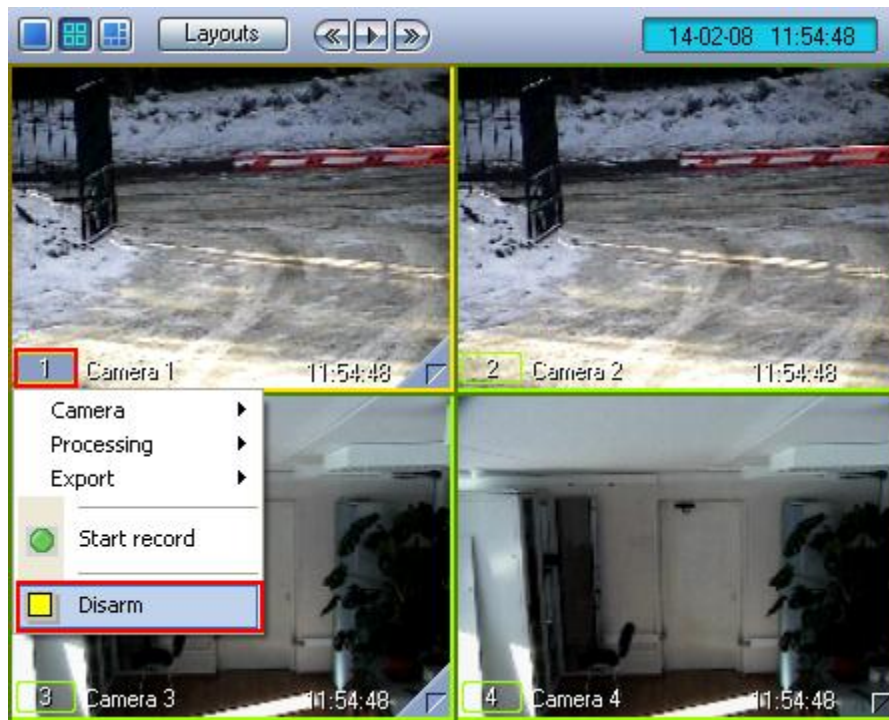 Layouts
14-02-08 11:54:48
1 Camera 1 11:54:48
2 Camera 2 11:54:48
Camera
Processing
Export
Start record
Disarm
3 Camera 3 11:54:48
4 Camera 4 11:54:48